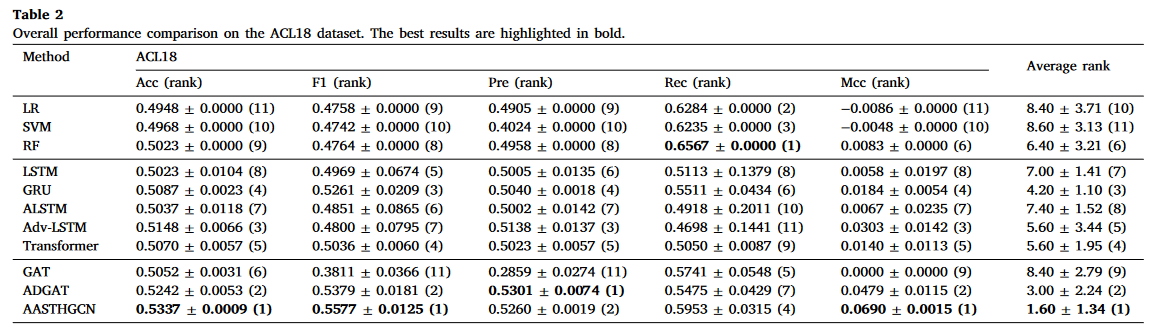 Table 2
Overall performance comparison on the ACL18 dataset. The best results are highlighted in bold.
Method ACL18 Average rank
Acc (rank) F1 (rank) Pre (rank) Rec (rank) Mcc (rank)
LR 0.4948 ± 0.0000 (11) 0.4758 ± 0.0000 (9) 0.4905 ± 0.0000 (9) 0.6284 ± 0.0000 (2) −0.0086 ± 0.0000 (11) 8.40 ± 3.71 (10)
SVM 0.4968 ± 0.0000 (10) 0.4742 ± 0.0000 (10) 0.4024 ± 0.0000 (10) 0.6235 ± 0.0000 (3) −0.0048 ± 0.0000 (10) 8.60 ± 3.13 (11)
RF 0.5023 ± 0.0000 (9) 0.4764 ± 0.0000 (8) 0.4958 ± 0.0000 (8) 0.6567 ± 0.0000 (1) 0.0083 ± 0.0000 (6) 6.40 ± 3.21 (6)
LSTM 0.5023 ± 0.0104 (8) 0.4969 ± 0.0674 (5) 0.5005 ± 0.0135 (6) 0.5113 ± 0.1379 (8) 0.0058 ± 0.0197 (8) 7.00 ± 1.41 (7)
GRU 0.5087 ± 0.0023 (4) 0.5261 ± 0.0209 (3) 0.5040 ± 0.0018 (4) 0.5511 ± 0.0434 (6) 0.0184 ± 0.0054 (4) 4.20 ± 1.10 (3)
ALSTM 0.5037 ± 0.0118 (7) 0.4851 ± 0.0865 (6) 0.5002 ± 0.0142 (7) 0.4918 ± 0.2011 (10) 0.0067 ± 0.0235 (7) 7.40 ± 1.52 (8)
Adv-LSTM 0.5148 ± 0.0066 (3) 0.4800 ± 0.0795 (7) 0.5138 ± 0.0137 (3) 0.4698 ± 0.1441 (11) 0.0303 ± 0.0142 (3) 5.60 ± 3.44 (5)
Transformer 0.5070 ± 0.0057 (5) 0.5036 ± 0.0060 (4) 0.5023 ± 0.0057 (5) 0.5050 ± 0.0087 (9) 0.0140 ± 0.0113 (5) 5.60 ± 1.95 (4)
GAT 0.5052 ± 0.0031 (6) 0.3811 ± 0.0366 (11) 0.2859 ± 0.0274 (11) 0.5741 ± 0.0548 (5) 0.0000 ± 0.0000 (9) 8.40 ± 2.79 (9)
ADGAT 0.5242 ± 0.0053 (2) 0.5379 ± 0.0181 (2) 0.5301 ± 0.0074 (1) 0.5475 ± 0.0429 (7) 0.0479 ± 0.0115 (2) 3.00 ± 2.24 (2)
AASTHGCN 0.5337 ± 0.0009 (1) 0.5577 ± 0.0125 (1) 0.5260 ± 0.0019 (2) 0.5953 ± 0.0315 (4) 0.0690 ± 0.0015 (1) 1.60 ± 1.34 (1)